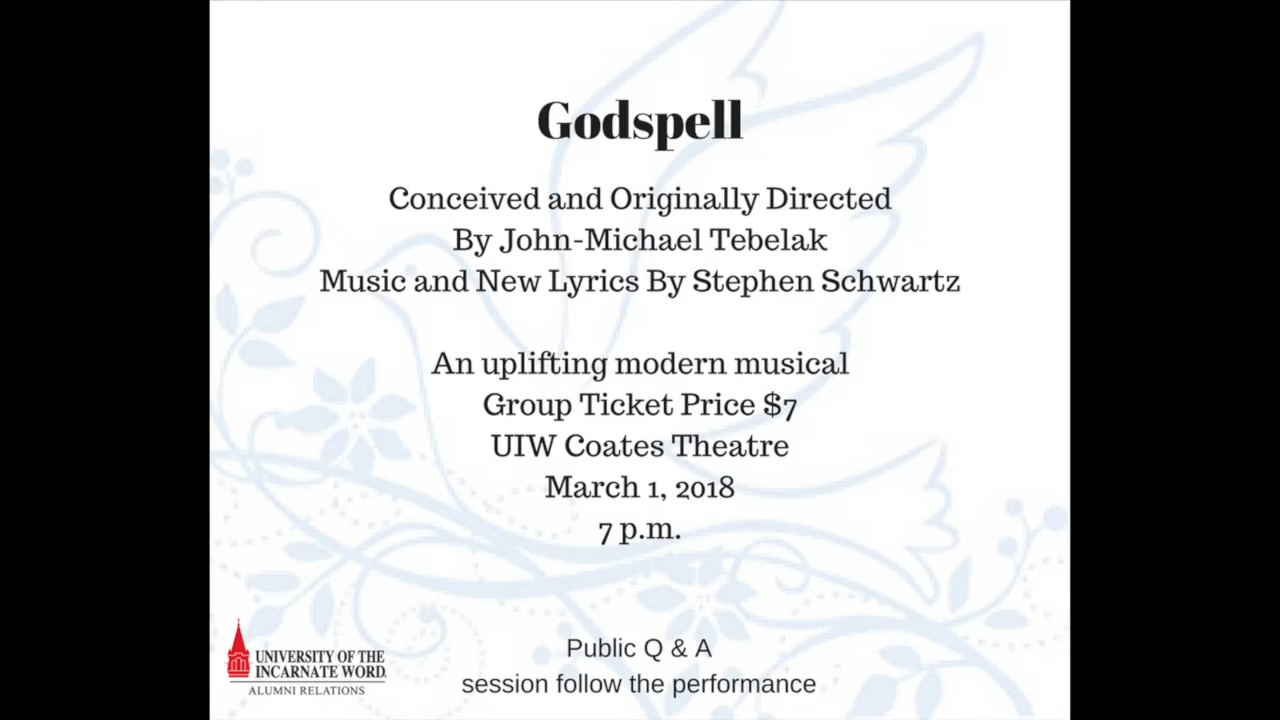 Godspell
Conceived and Originally Directed
By John-Michael Tebelak
Music and New Lyrics By Stephen Schwartz
An uplifting modern musical
Group Ticket Price $7
UIW Coates Theatre
March 1, 2018
7 p.m.
UNIVERSITY OF THE
INCARNATE WORD
ALUMNI RELATIONS
Public Q & A
session follow the performance